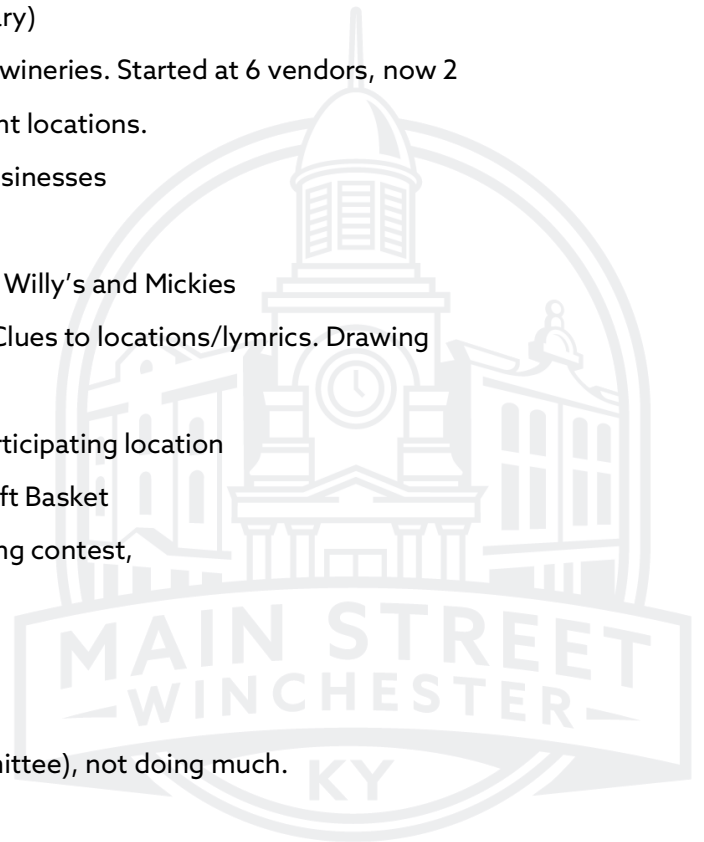 ry)
wineries. Started at 6 vendors, now 2
nt locations.
sinesses
Willy's and Mickies
Clues to locations/lymrics. Drawing
rticipating location
ft Basket
ng contest,
MAIN STREET
WINCHESTER
ittee), not doing much.
KY